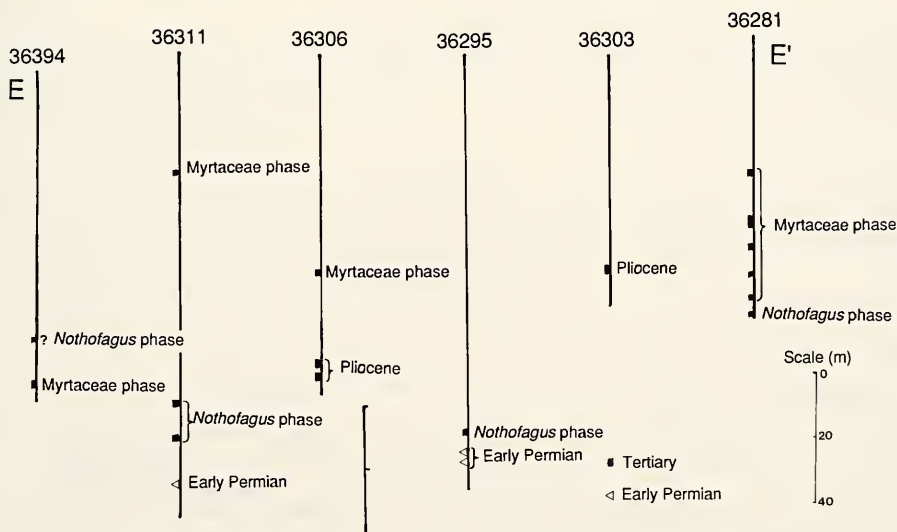 36394
E
36311
36306
36295
36303
36281
E'
Myrtaceae phase
Myrtaceae phase
Myrtaceae phase
Pliocene
? Nothofagus phase
Nothofagus phase
Pliocene
Myrtaceae phase
Scale (m)
0
20
40
Nothofagus phase
Nothofagus phase
Early Permian
Early Permian
Tertiary
Early Permian